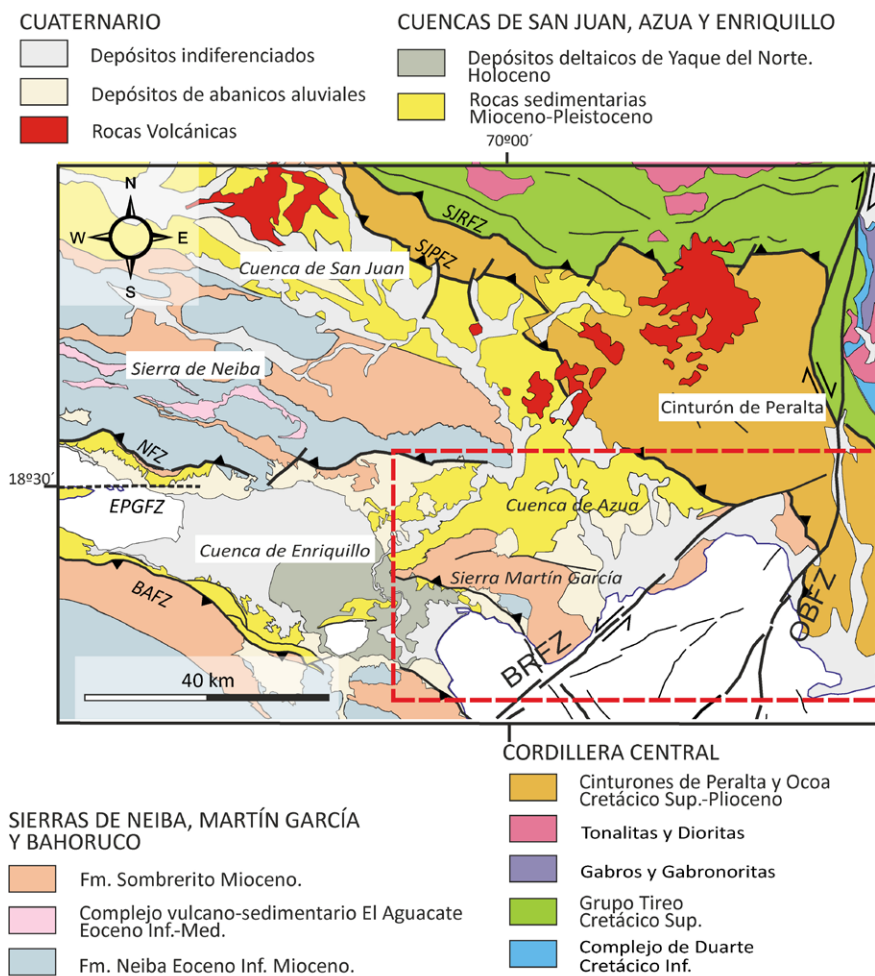 CUATERNARIO
Depósitos indiferenciados
Depósitos de abanicos aluviales
Rocas Volcánicas
CUENCAS DE SAN JUAN, AZUA Y ENRIQUILLO
Depósitos deltaicos de Yaque del Norte.
Holoceno
Rocas sedimentarias
Mioceno-Pleistoceno
70º00´
N
W
E
S
SJRFZ
SJPFZ
Cuenca de San Juan
Sierra de Neiba
Cinturón de Peralta
NFZ
18º30´
EPGFZ
Cuenca de Azua
Cuenca de Enriquillo
Sierra Martín García
BAFZ
BRFZ
OBFZ
40 km
CORDILLERA CENTRAL
Cinturones de Peralta y Ocoa
Cretácico Sup.-Plioceno
Tonalitas y Dioritas
Gabros y Gabronoritas
Grupo Tireo
Cretácico Sup.
Complejo de Duarte
Cretácico Inf.
SIERRAS DE NEIBA, MARTÍN GARCÍA
Y BAHORUCO
Fm. Sombrerito Mioceno.
Complejo vulcano-sedimentario El Aguacate
Eoceno Inf.-Med.
Fm. Neiba Eoceno Inf. Mioceno.